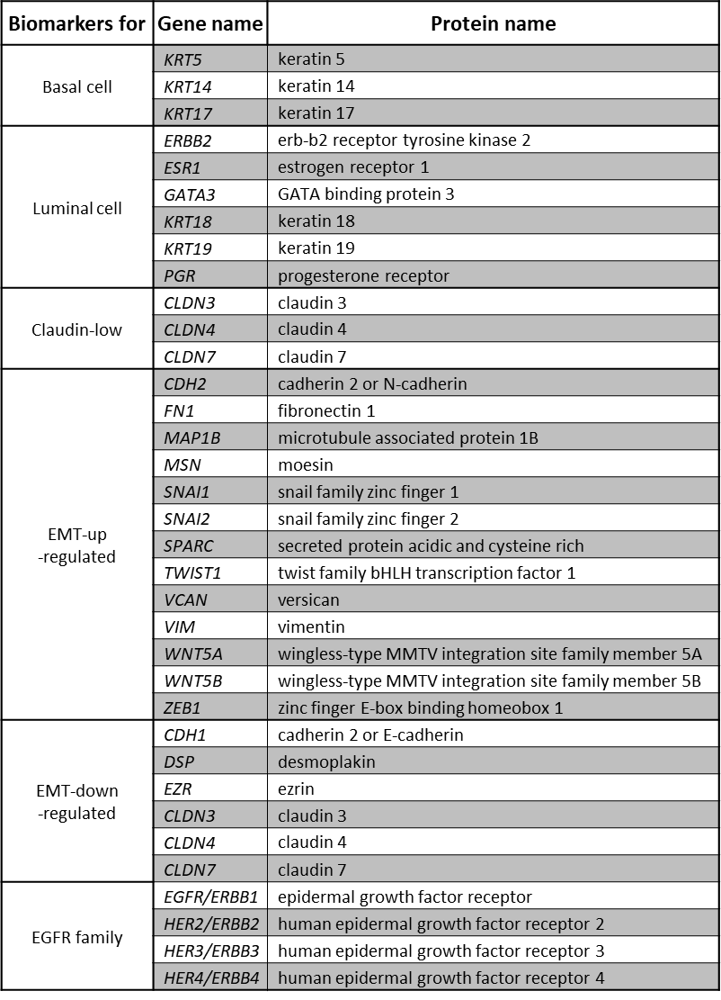 Biomarkers for Gene name Protein name
Basal cell
KRT5 keratin 5
KRT14 keratin 14
KRT17 keratin 17
Luminal cell
ERBB2 erb-b2 receptor tyrosine kinase 2
ESR1 estrogen receptor 1
GATA3 GATA binding protein 3
KRT18 keratin 18
KRT19 keratin 19
PGR progesterone receptor
Claudin-low
CLDN3 claudin 3
CLDN4 claudin 4
CLDN7 claudin 7
EMT-up
-regulated
CDH2 cadherin 2 or N-cadherin
FN1 fibronectin 1
MAP1B microtubule associated protein 1B
MSN moesin
SNAI1 snail family zinc finger 1
SNAI2 snail family zinc finger 2
SPARC secreted protein acidic and cysteine rich
TWIST1 twist family bHLH transcription factor 1
VCAN versican
VIM vimentin
WNT5A wingless-type MMTV integration site family member 5A
WNT5B wingless-type MMTV integration site family member 5B
ZEB1 zinc finger E-box binding homeobox 1
EMT-down
-regulated
CDH1 cadherin 2 or E-cadherin
DSP desmoplakin
EZR ezrin
CLDN3 claudin 3
CLDN4 claudin 4
CLDN7 claudin 7
EGFR family
EGFR/ERBB1 epidermal growth factor receptor
HER2/ERBB2 human epidermal growth factor receptor 2
HER3/ERBB3 human epidermal growth factor receptor 3
HER4/ERBB4 human epidermal growth factor receptor 4